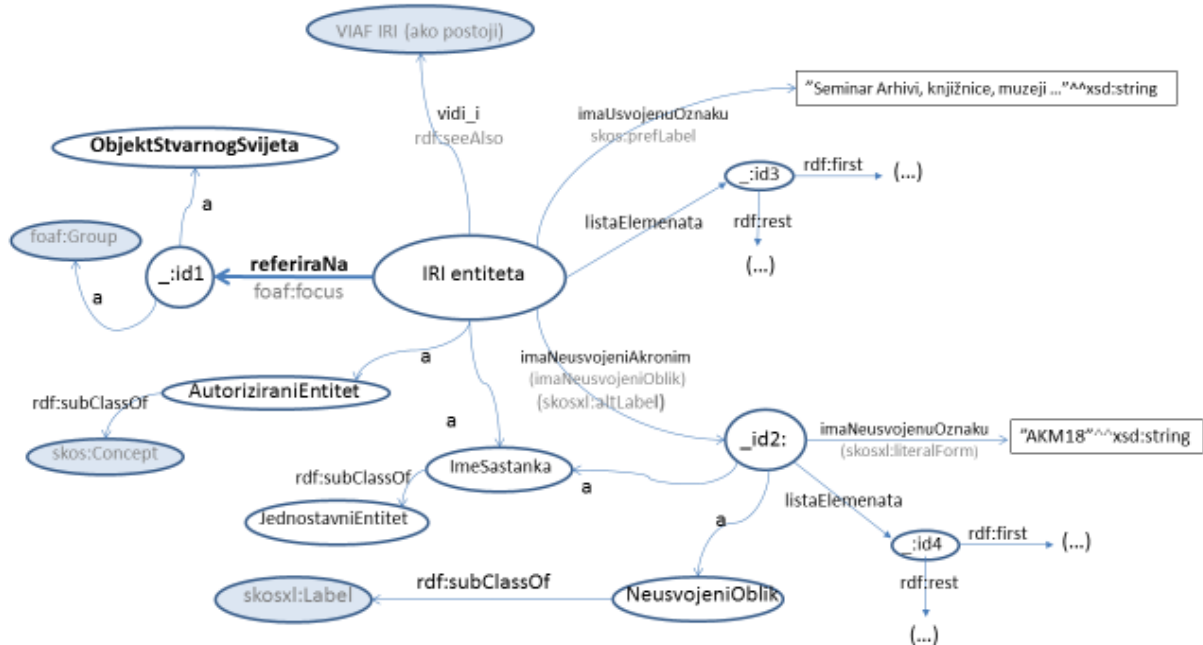 VIAF IRI (ako postoji)
"Seminar Arhivi, knjižnice, muzeji ..."^^xsd:string
vidi_i
rdf:seeAlso
imaUsvojenuOznaku
skos:prefLabel
ObjektStvarnogSvijeta
_:id3
rdf:first
(...)
a
listaElemenata
rdf:rest
foaf:Group
(...)
_:id1
referiraNa
foaf:focus
IRI entiteta
a
a
imaNeusvojeniAkronim
(imaNeusvojeniOblik)
(skosxl:altLabel)
AutoriziraniEntitet
rdf:subClassOf
a
_id2:
imaNeusvojenuOznaku
(skosxl:literalForm)
"AKM18"^^xsd:string
skos:Concept
ImeSastanka
a
rdf:subClassOf
listaElemenata
JednostavniEntitet
a
_:id4
rdf:first
(...)
rdf:rest
rdf:subClassOf
skosxl:Label
NeusvojeniOblik
(...)